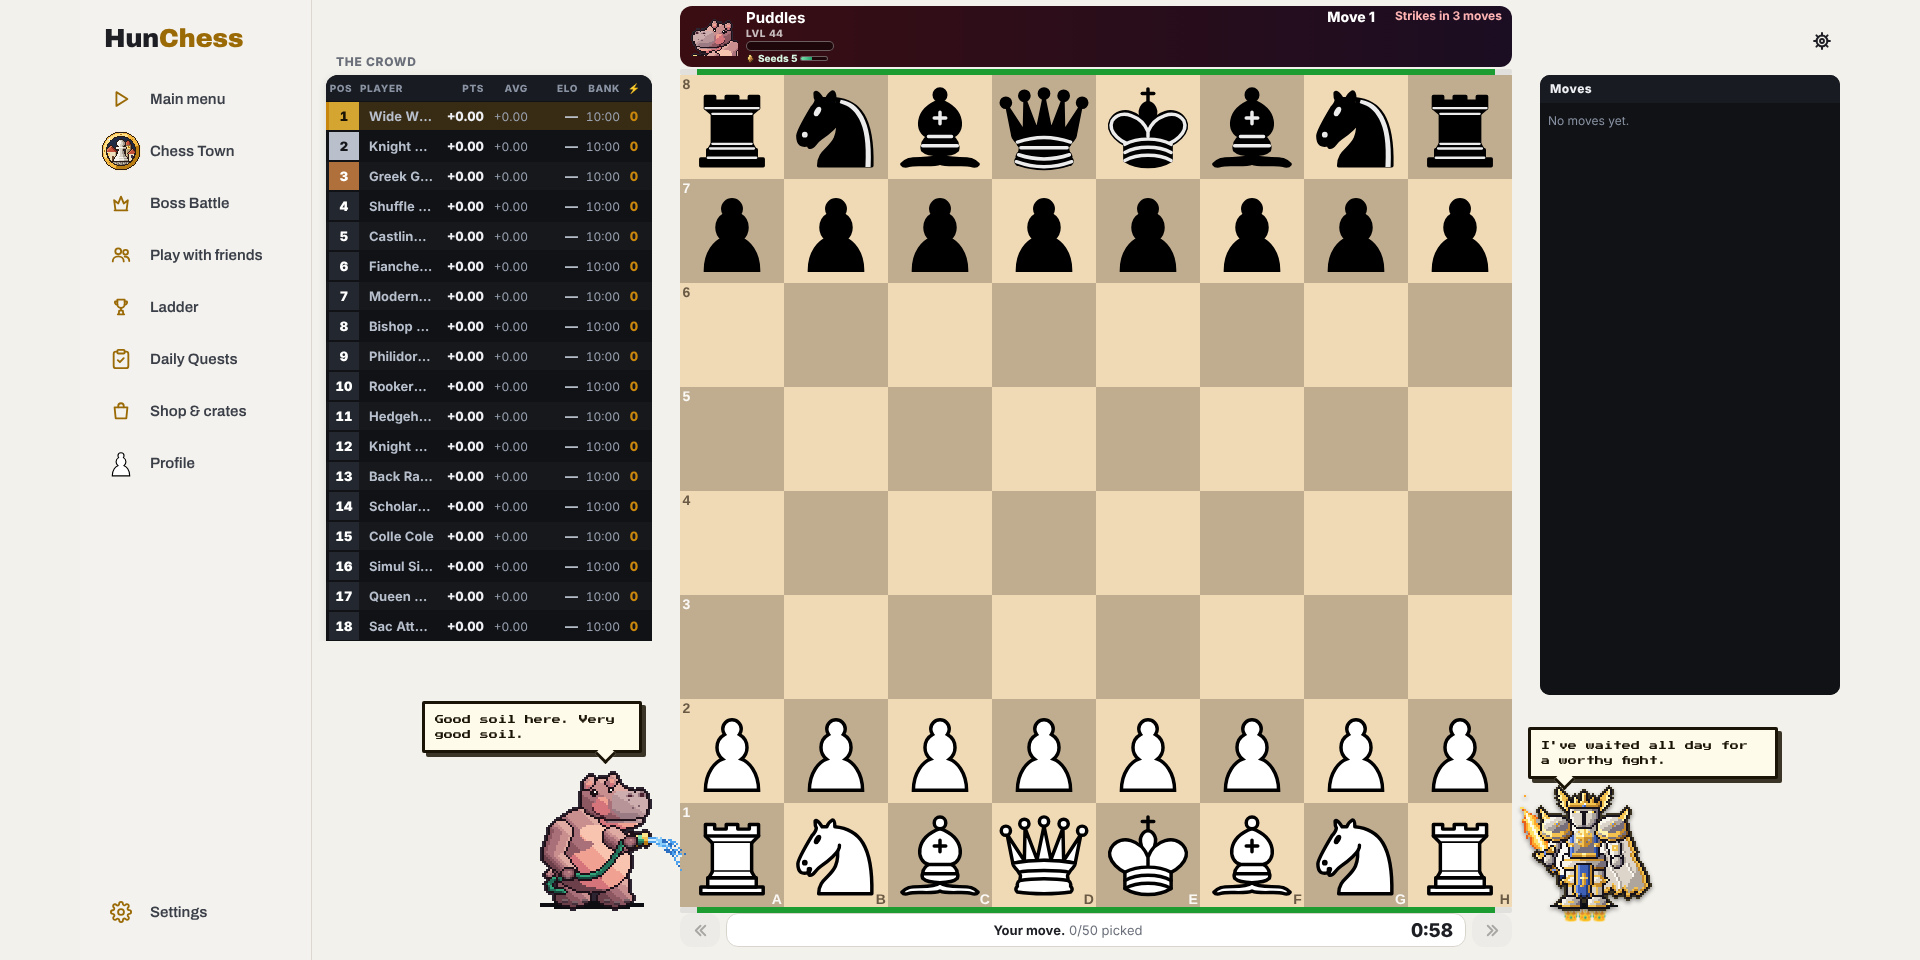 HunChess
Main menu
Chess Town
Boss Battle
Play with friends
Ladder
Daily Quests
Shop & crates
Profile
Settings
THE CROWD
POS PLAYER PTS AVG ELO BANK
1 Wide W... +0.00 +0.00 — 10:00 0
2 Knight ... +0.00 +0.00 — 10:00 0
3 Greek G... +0.00 +0.00 — 10:00 0
4 Shuffle ... +0.00 +0.00 — 10:00 0
5 Castlin... +0.00 +0.00 — 10:00 0
6 Fianche... +0.00 +0.00 — 10:00 0
7 Modern... +0.00 +0.00 — 10:00 0
8 Bishop ... +0.00 +0.00 — 10:00 0
9 Philidor... +0.00 +0.00 — 10:00 0
10 Rooker... +0.00 +0.00 — 10:00 0
11 Hedgeh... +0.00 +0.00 — 10:00 0
12 Knight ... +0.00 +0.00 — 10:00 0
13 Back Ra... +0.00 +0.00 — 10:00 0
14 Scholar... +0.00 +0.00 — 10:00 0
15 Colle Cole +0.00 +0.00 — 10:00 0
16 Simul Si... +0.00 +0.00 — 10:00 0
17 Queen ... +0.00 +0.00 — 10:00 0
18 Sac Att... +0.00 +0.00 — 10:00 0
Good soil here. Very
good soil.
Puddles
LVL 44
Seeds 5
Move 1 Strikes in 3 moves
8
7
6
5
4
3
2
1
A B C D E F G H
Your move. 0/50 picked 0:58
Moves
No moves yet.
I've waited all day for
a worthy fight.